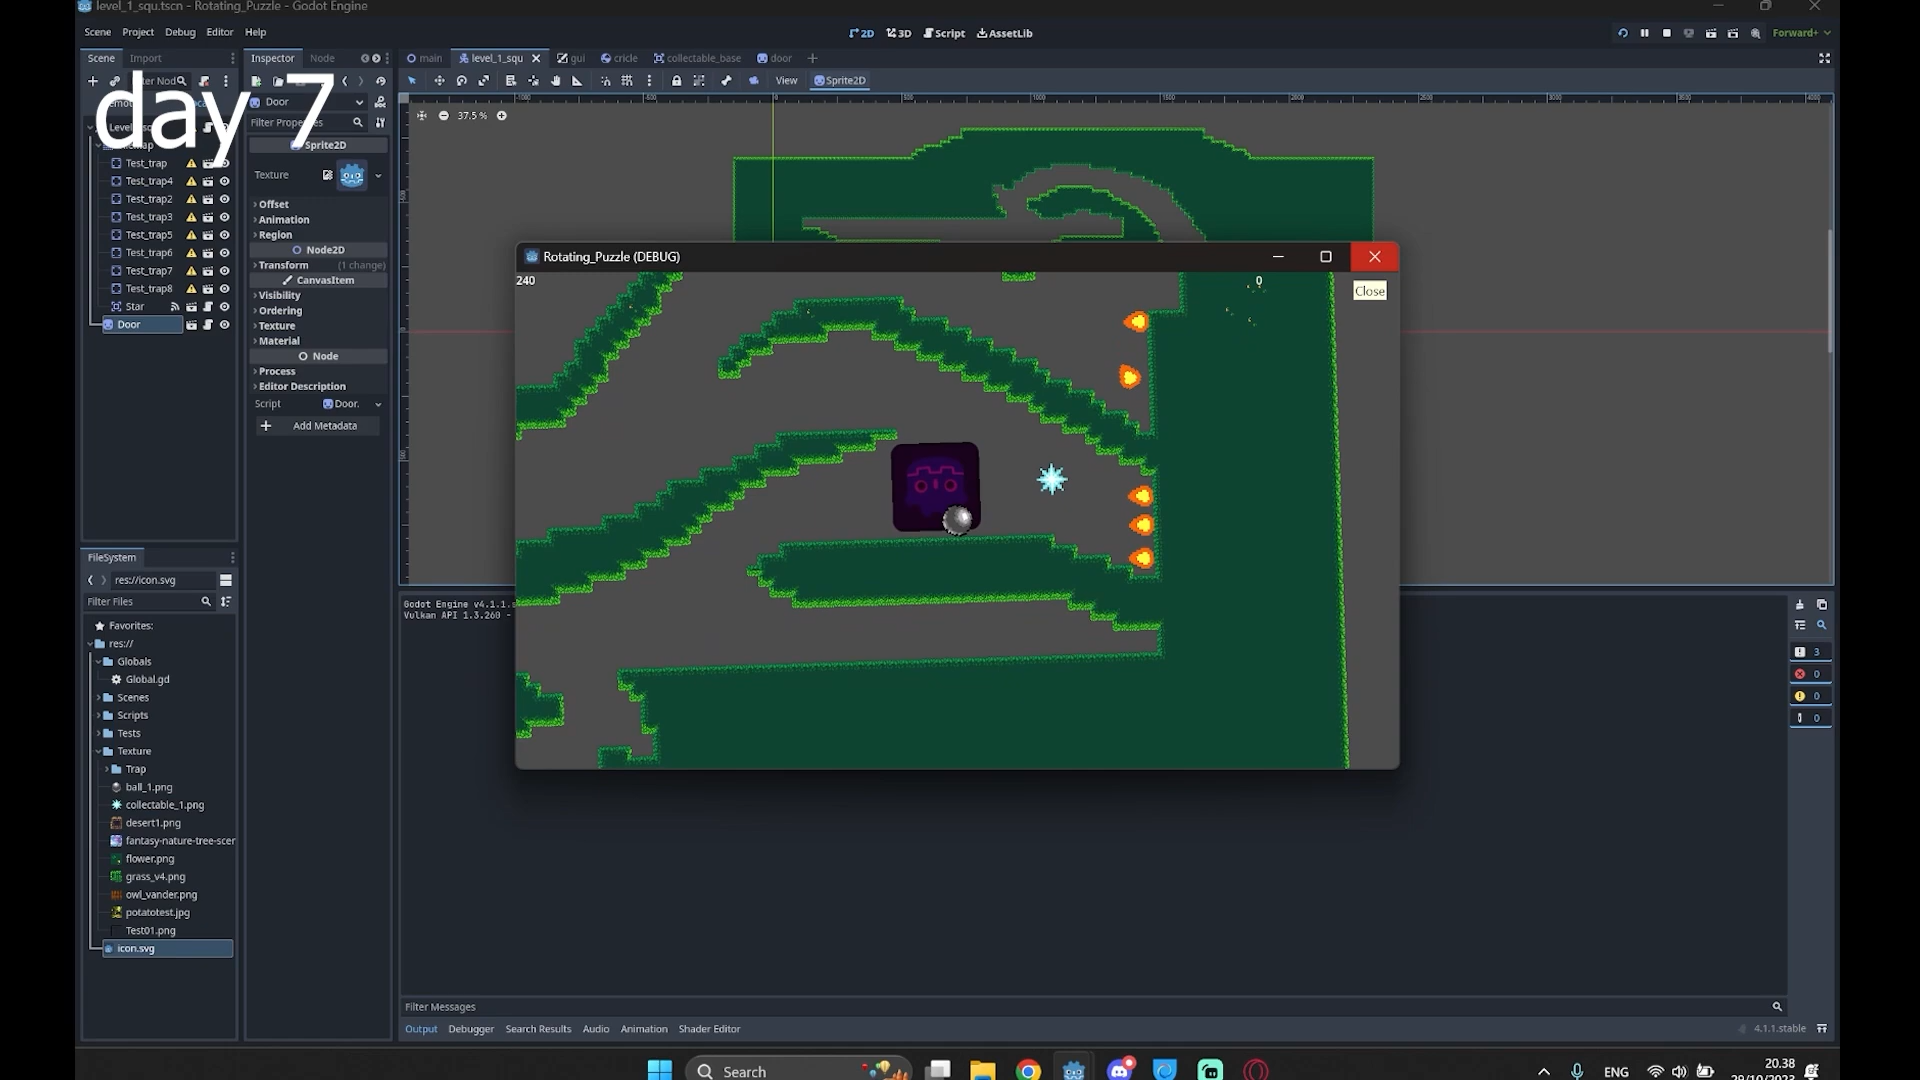 level_1_squ.tscn - Rotating_Puzzle - Godot Engine
Scene Project Debug Editor Help
2D 3D Script AssetLib
Forward+
Scene Import
Inspector Node
main level_1_squ gui cricle collectable_base door
day 7
Door
View Sprite2D
Filter Properties
37.5 %
Sprite2D
Texture
Offset
Animation
Region
Node2D
Transform (1 change)
CanvasItem
Visibility
Ordering
Texture
Material
Node
Process
Editor Description
Script Door.
Add Metadata
Test_trap
Test_trap4
Test_trap2
Test_trap3
Test_trap5
Test_trap6
Test_trap7
Test_trap8
Star
Door
Rotating_Puzzle (DEBUG)
240
0
Close
FileSystem
res://icon.svg
Filter Files
Favorites:
res://
Globals
Global.gd
Scenes
Scripts
Tests
Texture
Trap
ball_1.png
collectable_1.png
desert1.png
fantasy-nature-tree-scer
flower.png
grass_v4.png
owl_vander.png
potatotest.jpg
Test01.png
icon.svg
Godot Engine v4.1.1.s
Vulkan API 1.3.260 -
3
0
0
0
Filter Messages
Output Debugger Search Results Audio Animation Shader Editor
4.1.1.stable
Search
ENG
20.38